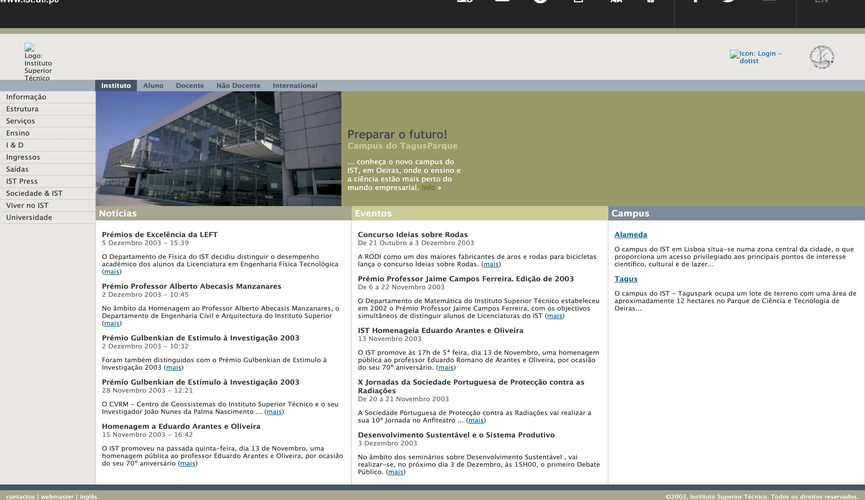 www.ist.utl.pt/
EN
Logo:
Instituto
Superior
Técnico
Icon: Login -
dotist
Instituto Aluno Docente Não Docente International
Informação
Estrutura
Serviços
Ensino
I & D
Ingressos
Saídas
IST Press
Sociedade & IST
Viver no IST
Universidade
Preparar o futuro!
Campus do TagusParque
... conheça o novo campus do
IST, em Oeiras, onde o ensino e
a ciência estão mais perto do
mundo empresarial. Info »
Notícias
Prémios de Excelência da LEFT
5 Dezembro 2003 - 15:39
O Departamento de Física do IST decidiu distinguir o desempenho
académico dos alunos da Licenciatura em Engenharia Física Tecnológica
(mais)
Prémio Professor Alberto Abecasis Manzanares
2 Dezembro 2003 - 10:45
No âmbito da Homenagem ao Professor Alberto Abecasis Manzanares, o
Departamento de Engenharia Civil e Arquitectura do Instituto Superior
(mais)
Prémio Gulbenkian de Estímulo à Investigação 2003
2 Dezembro 2003 - 10:32
Foram também distinguidos com o Prémio Gulbenkian de Estímulo à
Investigação 2003 (mais)
Prémio Gulbenkian de Estímulo à Investigação 2003
28 Novembro 2003 - 12:21
O CVRM - Centro de Geossistemas do Instituto Superior Técnico e o seu
Investigador João Nunes da Palma Nascimento ... (mais)
Homenagem a Eduardo Arantes e Oliveira
15 Novembro 2003 - 16:42
O IST promoveu na passada quinta-feira, dia 13 de Novembro, uma
homenagem pública ao professor Eduardo Arantes e Oliveira, por ocasião
do seu 70º aniversário (mais)
Eventos
Concurso Ideias sobre Rodas
De 21 Outubro a 3 Dezembro 2003
A RODI como um dos maiores fabricantes de aros e rodas para bicicletas
lança o concurso Ideias sobre Rodas. (mais)
Prémio Professor Jaime Campos Ferreira. Edição de 2003
De 6 a 22 Novembro 2003
O Departamento de Matemática do Instituto Superior Técnico estabeleceu
em 2002 o Prémio Professor Jaime Campos Ferreira, com os objectivos
simultâneos de distinguir alunos de Licenciaturas do IST (mais)
IST Homenageia Eduardo Arantes e Oliveira
13 Novembro 2003
O IST promove às 17h de 5ª feira, dia 13 de Novembro, uma homenagem
pública ao professor Eduardo Romano de Arantes e Oliveira, por ocasião
do seu 70º aniversário. (mais)
X Jornadas da Sociedade Portuguesa de Protecção contra as
Radiações
De 20 a 21 Novembro 2003
A Sociedade Portuguesa de Protecção contra as Radiações vai realizar a
sua 10ª Jornada no Anfiteatro ... (mais)
Desenvolvimento Sustentável e o Sistema Produtivo
3 Dezembro 2003
No âmbito dos seminários sobre Desenvolvimento Sustentável , vai
realizar-se, no próximo dia 3 de Dezembro, às 15H00, o primeiro Debate
Público. (mais)
Campus
Alameda
O campus do IST em Lisboa situa-se numa zona central da cidade, o que
proporciona um acesso privilegiado aos principais pontos de interesse
científico, cultural e de lazer...
Tagus
O campus do IST - Taguspark ocupa um lote de terreno com uma área de
aproximadamente 12 hectares no Parque de Ciência e Tecnologia de
Oeiras...
contactos | webmaster | inglês
©2003, Instituto Superior Técnico. Todos os direitos reservados.